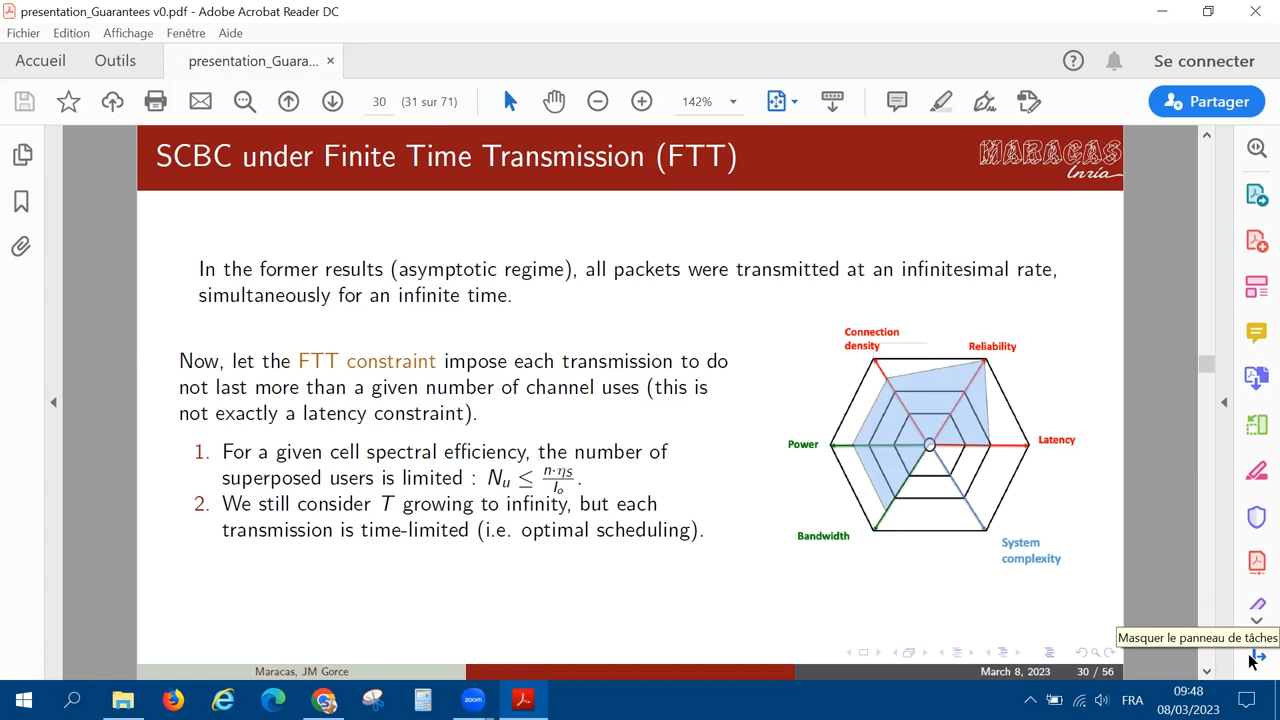 presentation_Guarantees v0.pdf - Adobe Acrobat Reader DC
Fichier Edition Affichage Fenêtre Aide
Accueil Outils presentation_Guara... × Se connecter
30 (31 sur 71) 142% Partager
SCBC under Finite Time Transmission (FTT)
MARACAS
Inria
In the former results (asymptotic regime), all packets were transmitted at an infinitesimal rate,
simultaneously for an infinite time.
Now, let the FTT constraint impose each transmission to do
not last more than a given number of channel uses (this is
not exactly a latency constraint).
1. For a given cell spectral efficiency, the number of
superposed users is limited : Nᵤ ≤ n·ηs/I₀.
2. We still consider T growing to infinity, but each
transmission is time-limited (i.e. optimal scheduling).
Connection
density
Reliability
Power
Latency
Bandwidth
System
complexity
Masquer le panneau de tâches
Maracas, JM Gorce March 8, 2023 30 / 56
zoom
FRA
09:48
08/03/2023